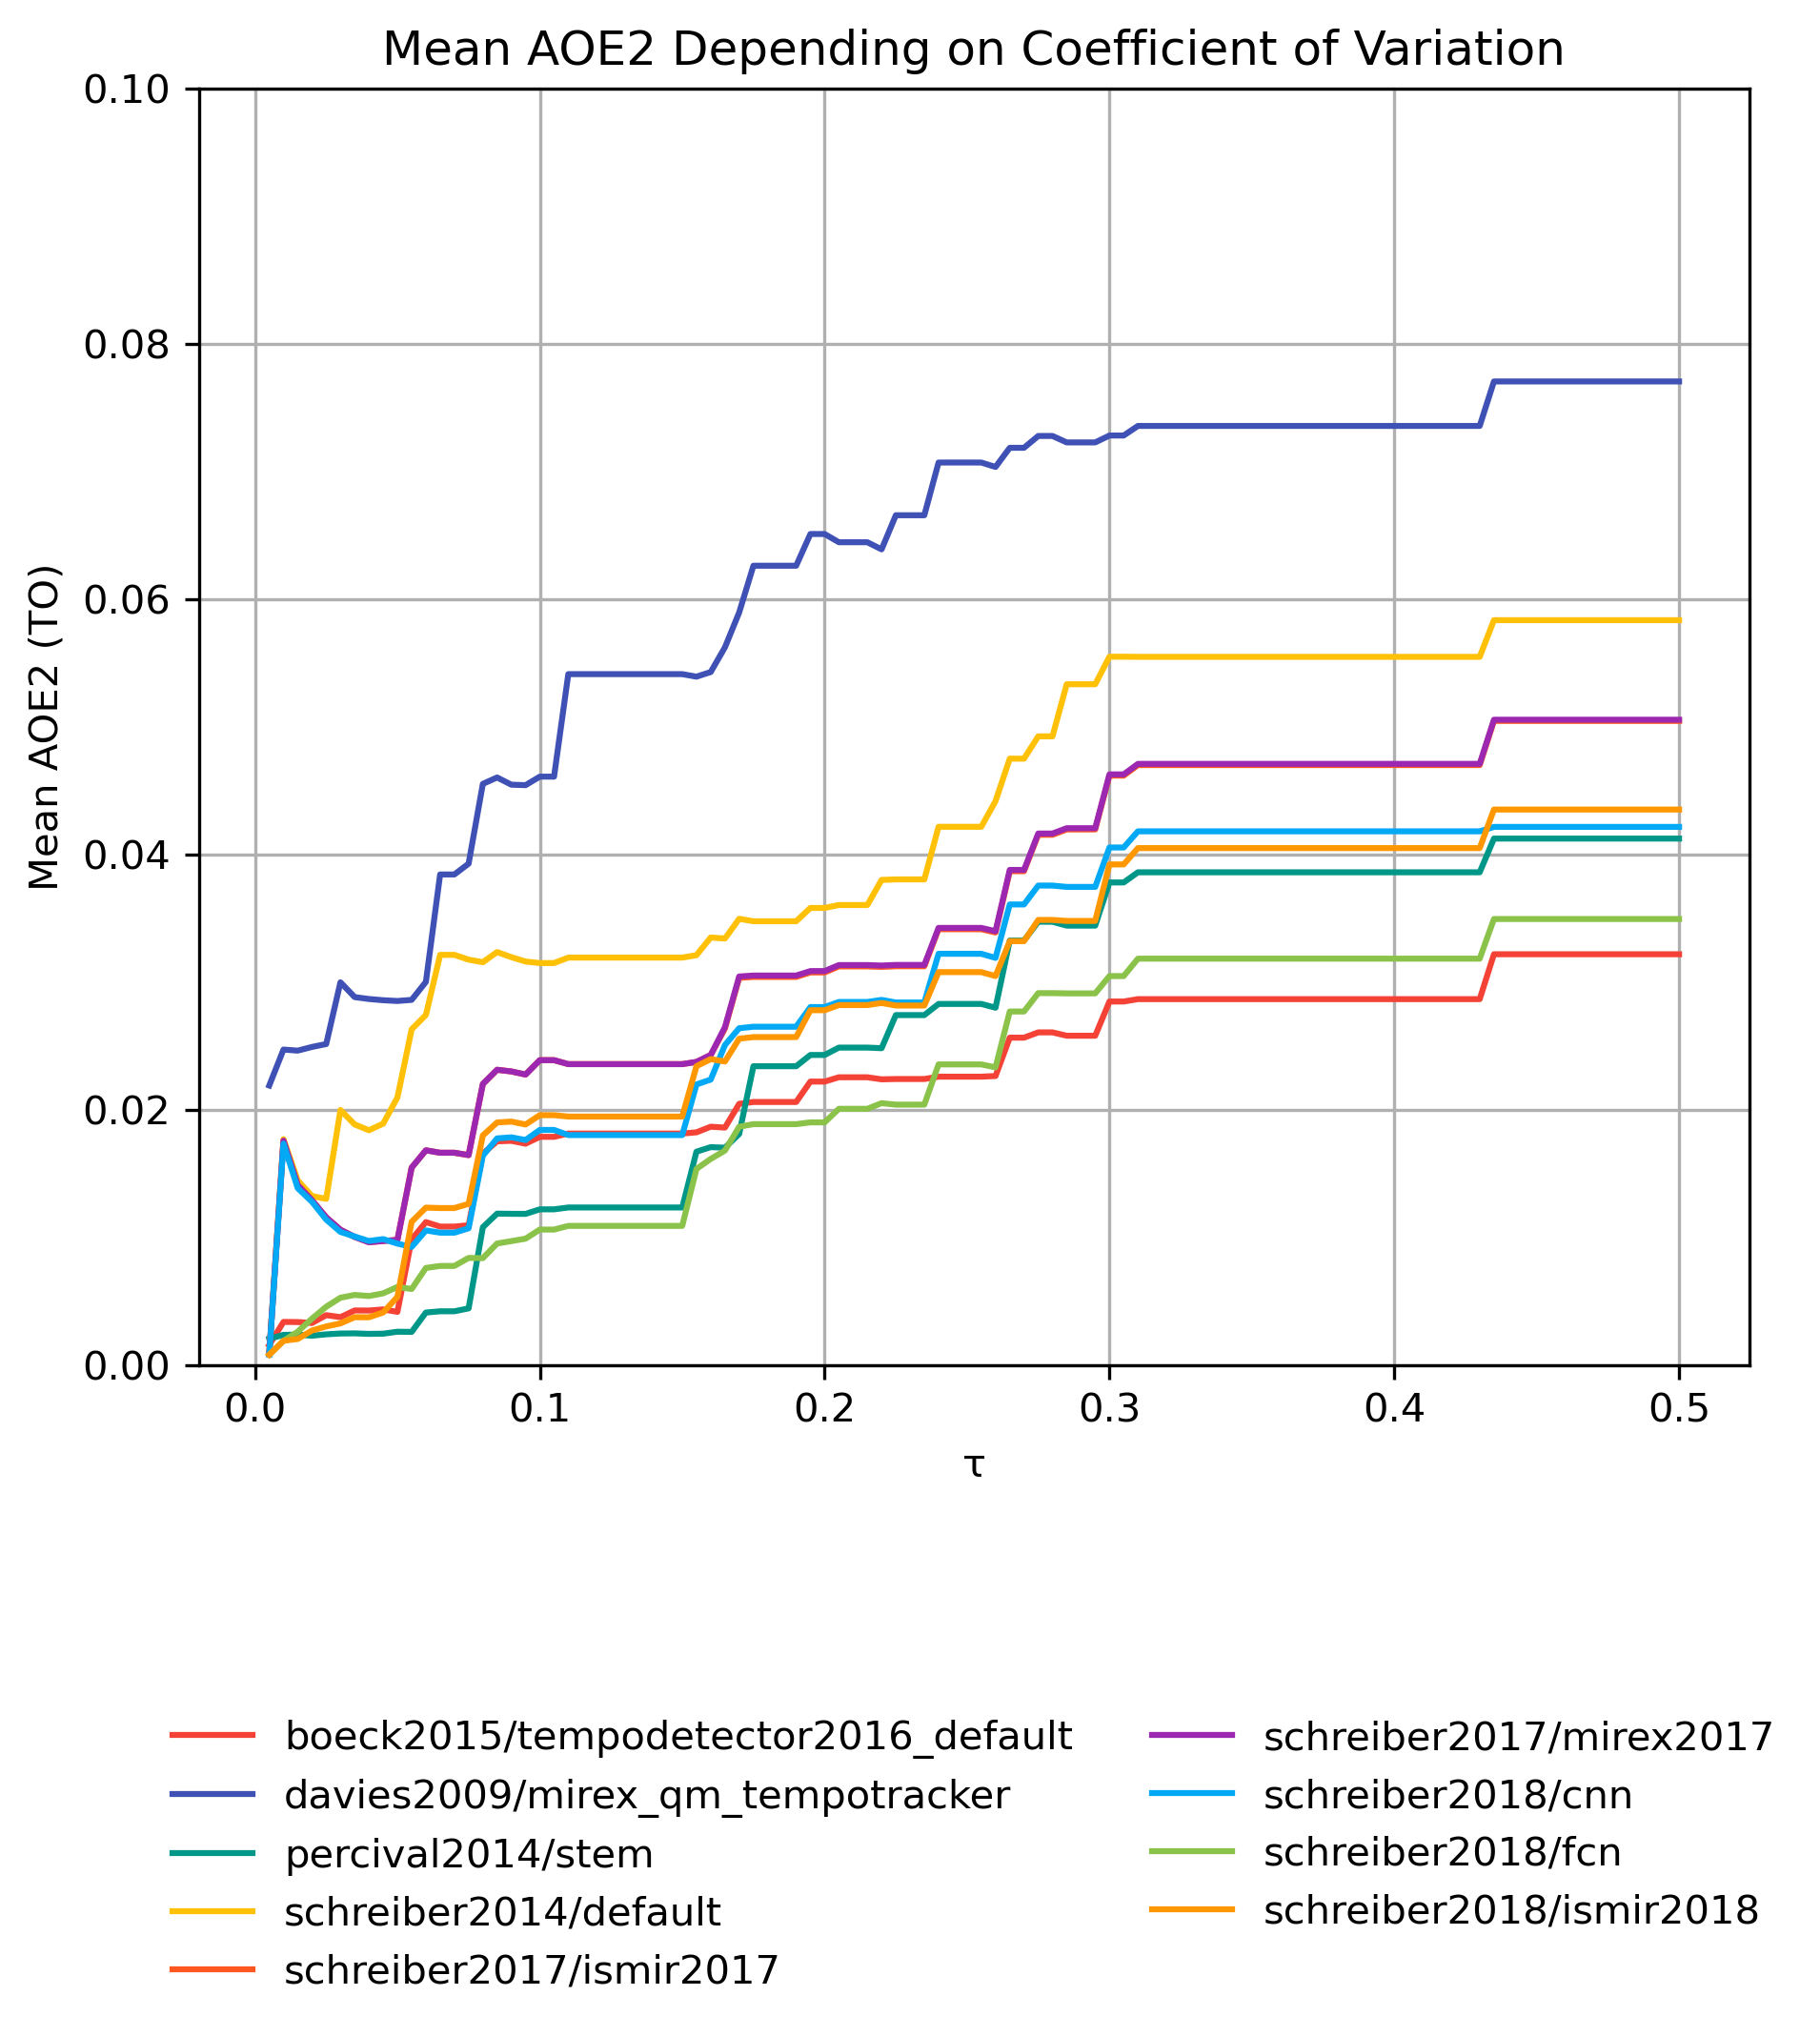 Mean AOE2 Depending on Coefficient of Variation
0.10
0.08
0.06
0.04
0.02
0.00
Mean AOE2 (TO)
0.0 0.1 0.2 0.3 0.4 0.5
τ
boeck2015/tempodetector2016_default
davies2009/mirex_qm_tempotracker
percival2014/stem
schreiber2014/default
schreiber2017/ismir2017
schreiber2017/mirex2017
schreiber2018/cnn
schreiber2018/fcn
schreiber2018/ismir2018